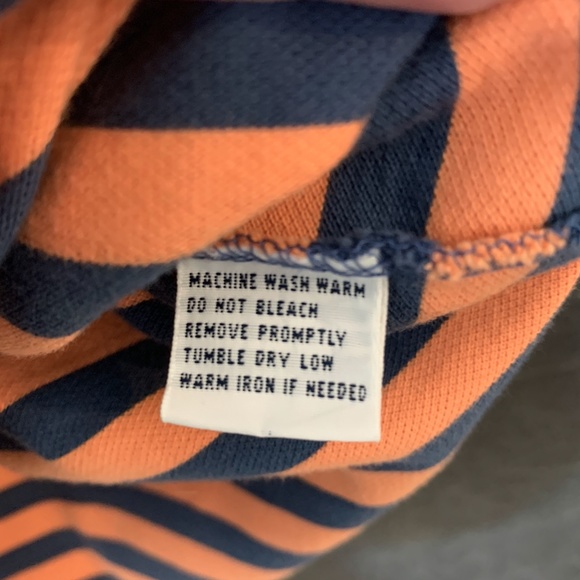 MACHINE WASH WARM
DO NOT BLEACH
REMOVE PROMPTLY
TUMBLE DRY LOW
WARM IRON IF NEEDED